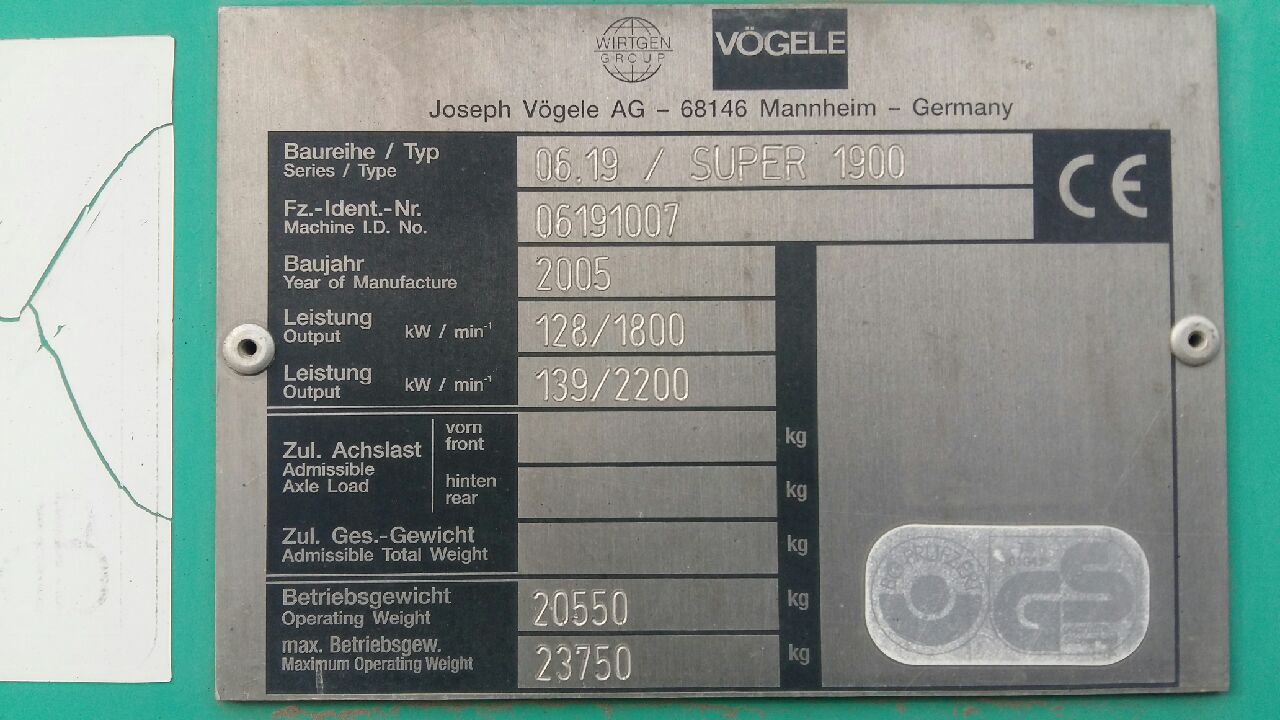 WIRTGEN
GROUP
VÖGELE
Joseph Vögele AG – 68146 Mannheim – Germany
Baureihe / Typ
Series / Type
06.19 / SUPER 1900
Fz.-Ident.-Nr.
Machine I.D. No.
06191007
CE
Baujahr
Year of Manufacture
2005
Leistung
Output
kW / min⁻¹
128/1800
Leistung
Output
kW / min⁻¹
139/2200
Zul. Achslast
Admissible
Axle Load
vorn
front
kg
hinten
rear
kg
Zul. Ges.-Gewicht
Admissible Total Weight
kg
Betriebsgewicht
Operating Weight
20550
kg
max. Betriebsgew.
Maximum Operating Weight
23750
kg
GS